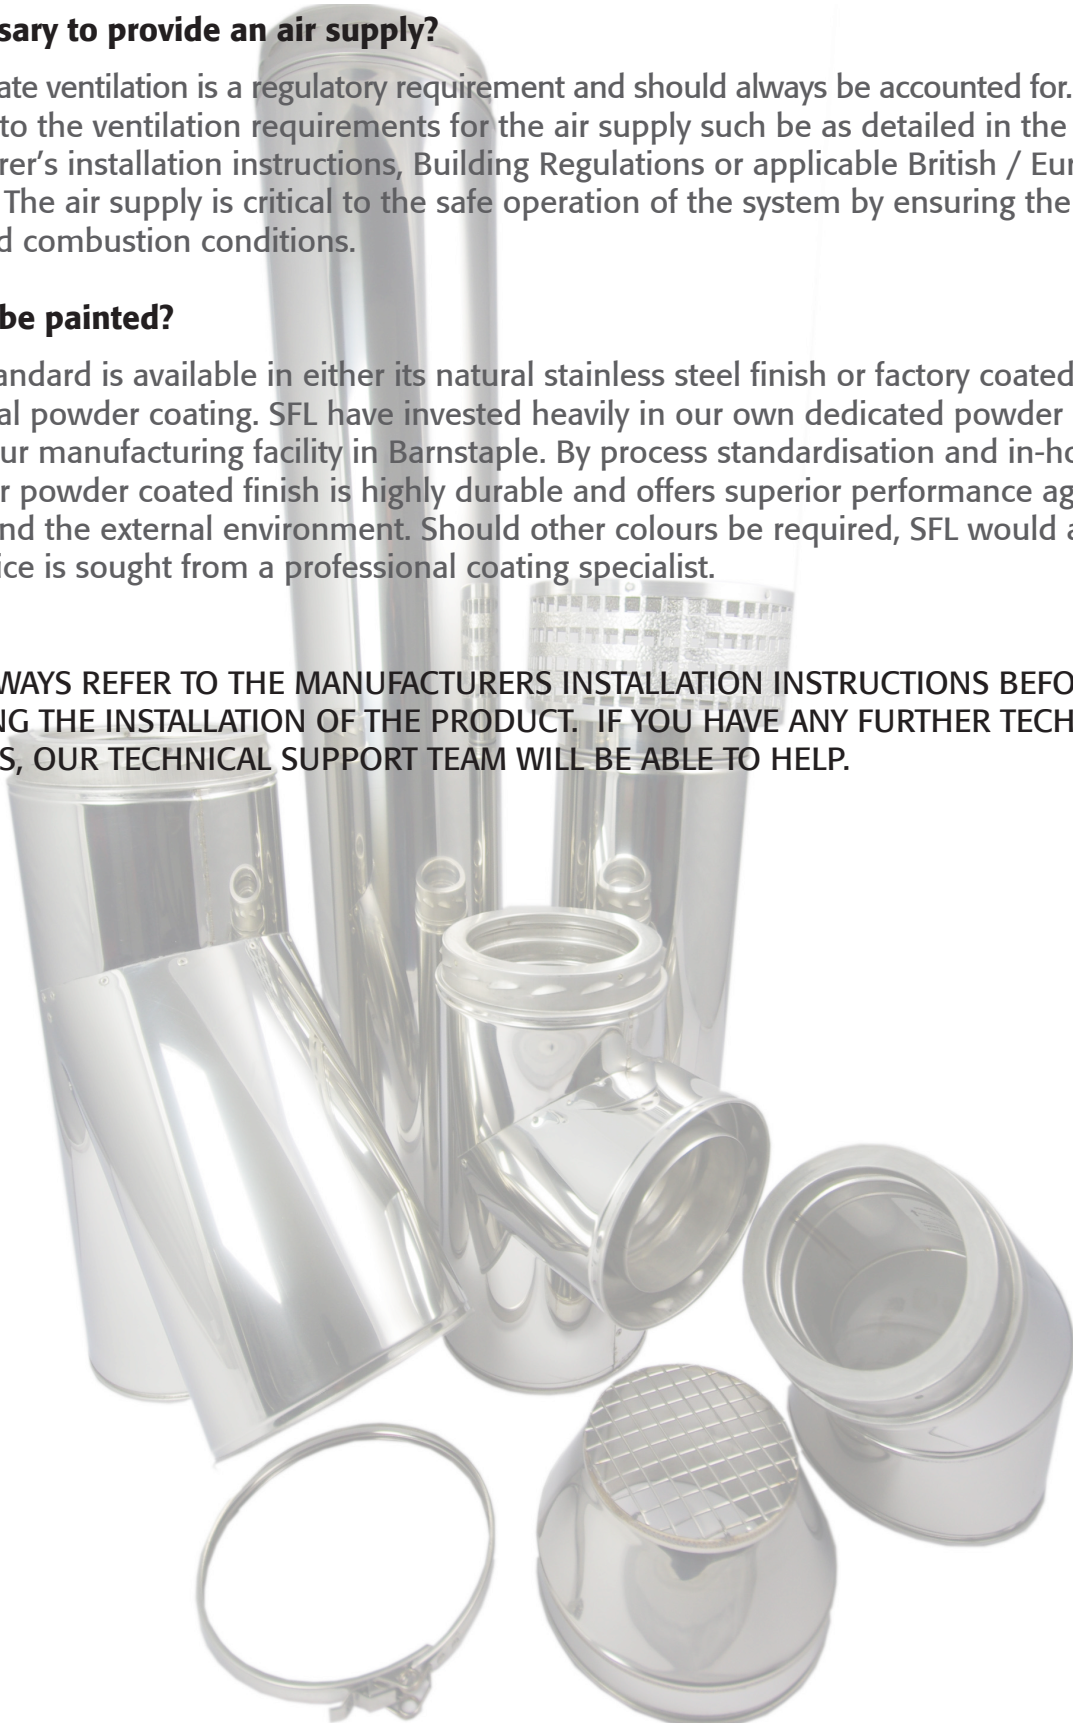 sary to provide an air supply?
ate ventilation is a regulatory requirement and should always be accounted for.
to the ventilation requirements for the air supply such be as detailed in the
rer’s installation instructions, Building Regulations or applicable British / Eur
The air supply is critical to the safe operation of the system by ensuring the
d combustion conditions.
be painted?
andard is available in either its natural stainless steel finish or factory coated
al powder coating. SFL have invested heavily in our own dedicated powder
ur manufacturing facility in Barnstaple. By process standardisation and in-ho
r powder coated finish is highly durable and offers superior performance ag
nd the external environment. Should other colours be required, SFL would a
ice is sought from a professional coating specialist.
WAYS REFER TO THE MANUFACTURERS INSTALLATION INSTRUCTIONS BEFO
NG THE INSTALLATION OF THE PRODUCT. IF YOU HAVE ANY FURTHER TECH
S, OUR TECHNICAL SUPPORT TEAM WILL BE ABLE TO HELP.